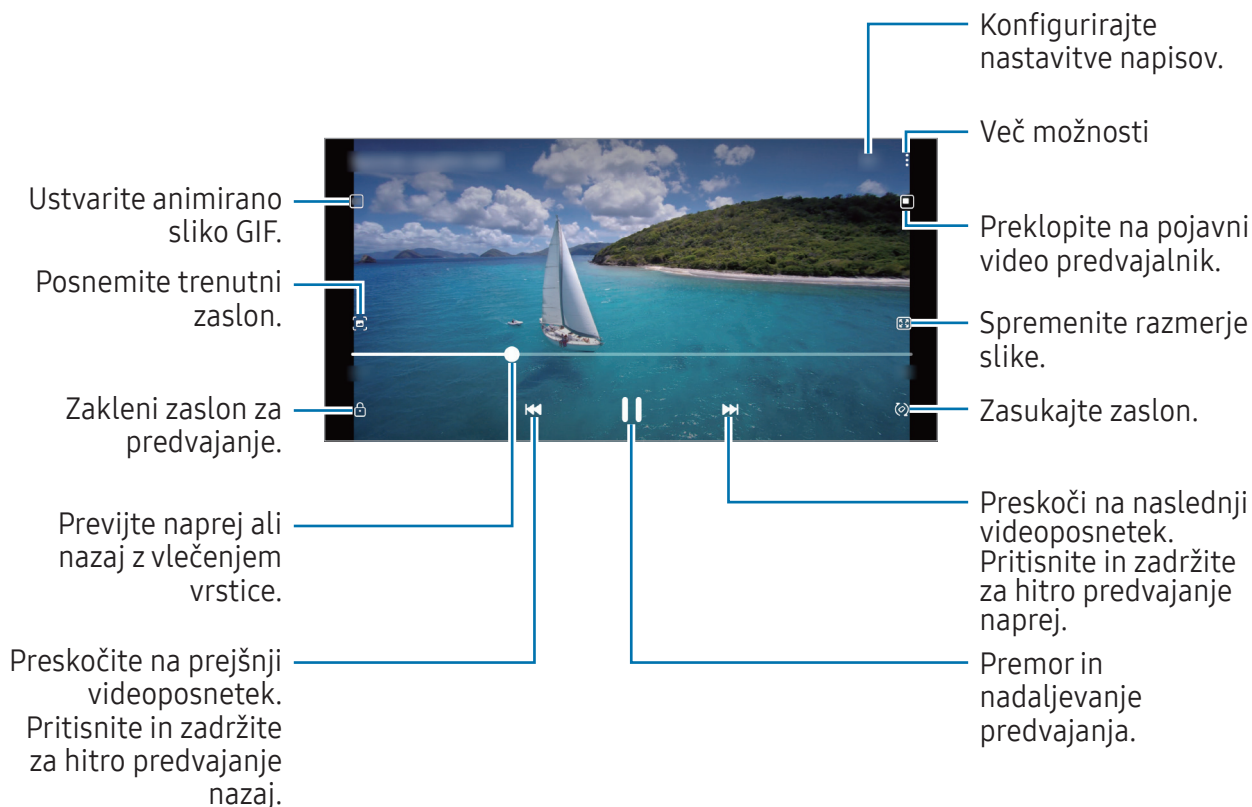 Konfigurirajte
nastavitve napisov.
Več možnosti
Ustvarite animirano
sliko GIF.
Preklopite na pojavni
video predvajalnik.
Posnemite trenutni
zaslon.
Spremenite razmerje
slike.
Zakleni zaslon za
predvajanje.
Zasukajte zaslon.
Previjte naprej ali
nazaj z vlečenjem
vrstice.
Preskoči na naslednji
videoposnetek.
Pritisnite in zadržite
za hitro predvajanje
naprej.
Preskočite na prejšnji
videoposnetek.
Pritisnite in zadržite
za hitro predvajanje
nazaj.
Premor in
nadaljevanje
predvajanja.